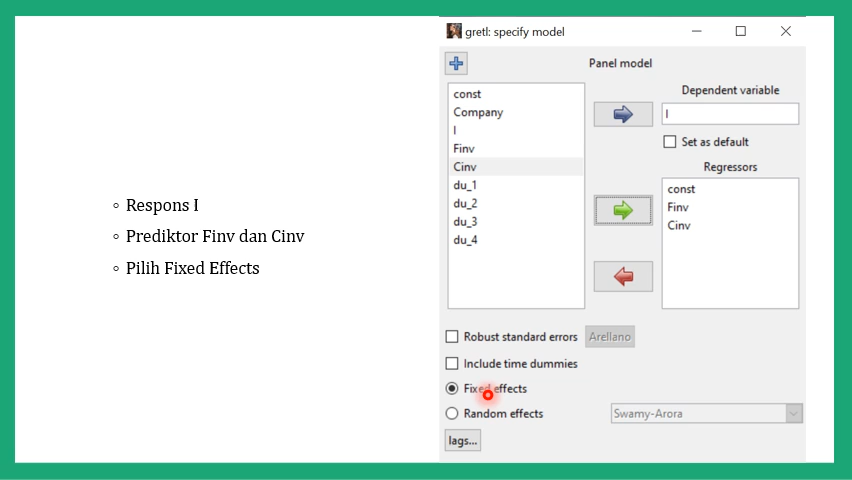 Respons I
Prediktor Finv dan Cinv
Pilih Fixed Effects
gretl: specify model
Panel model
const
Company
I
Finv
Cinv
du_1
du_2
du_3
du_4
Dependent variable
I
Set as default
Regressors
const
Finv
Cinv
Robust standard errors Arellano
Include time dummies
Fixed effects
Random effects Swamy-Arora
lags...